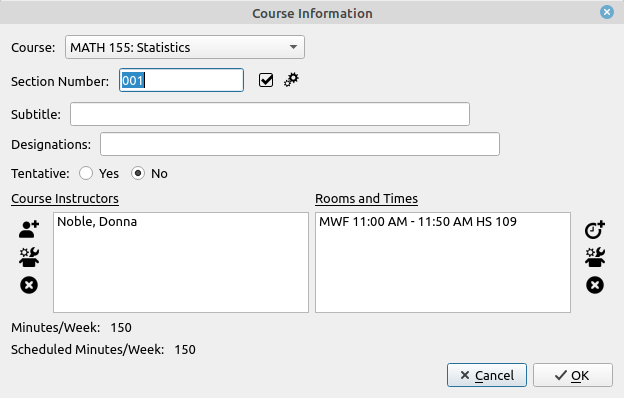 Course Information
Course: MATH 155: Statistics
Section Number: 001
Subtitle:
Designations:
Tentative: Yes No
Course Instructors Rooms and Times
Noble, Donna MWF 11:00 AM - 11:50 AM HS 109
Minutes/Week: 150
Scheduled Minutes/Week: 150
Cancel OK